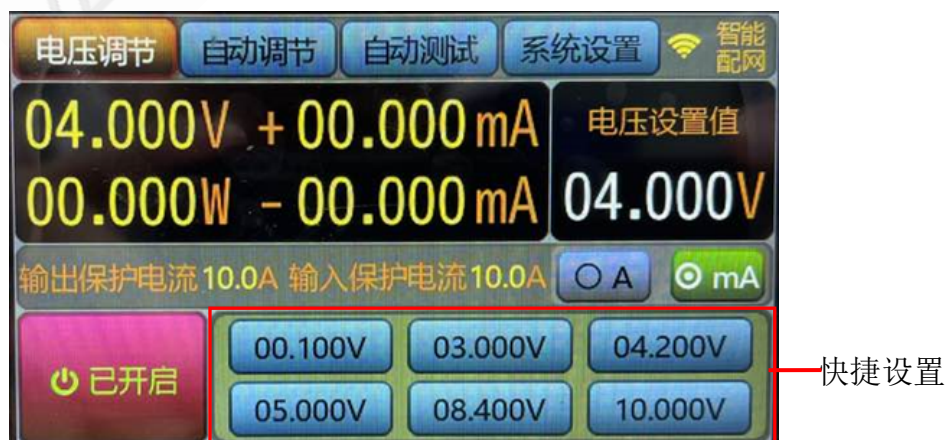 电压调节 自动调节 自动测试 系统设置 智能配网
04.000V +00.000mA 电压设置值
00.000W -00.000mA 04.000V
输出保护电流10.0A 输入保护电流10.0A A mA
已开启 00.100V 03.000V 04.200V 快捷设置
05.000V 08.400V 10.000V